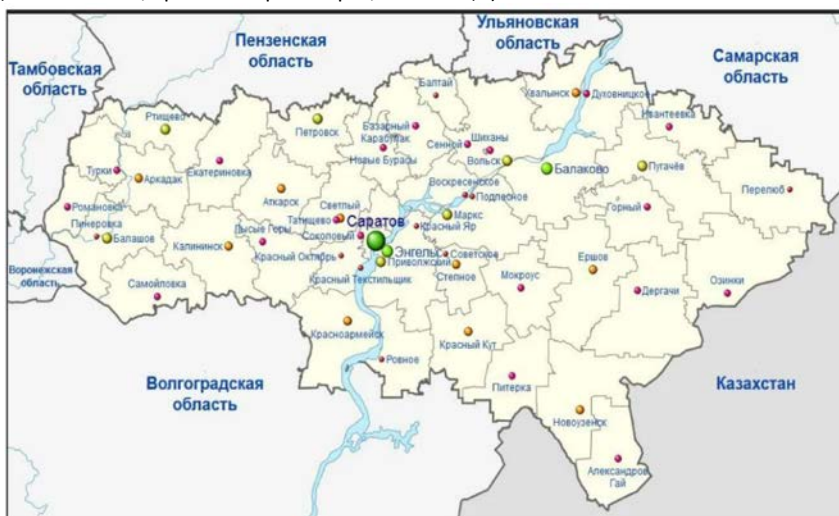 Ульяновская
область
Пензенская
область
Самарская
область
Тамбовская
область
Балтай
Хвалынск
Духовницкое
Ртищево
Петровск
Базарный
Карабулак
Ивантеевка
Сенной
Шиханы
Новые Бурасы
Вольск
Балаково
Турки
Аркадак
Екатериновка
Пугачёв
Перелюб
Аткарск
Воскресенское
Подлесное
Романовка
Светлый
Татищево
Маркс
Горный
Саратов
Красный Яр
Пинеровка
Балашов
Калининск
Лысые Горы
Соколовый
Энгельс
Советское
Красный Октябрь
Приволжский
Степное
Ершов
Воронежская
область
Красный Текстильщик
Мокроус
Озинки
Самойловка
Дергачи
Красноармейск
Красный Кут
Ровное
Волгоградская
область
Питерка
Казахстан
Новоузенск
Александров
Гай